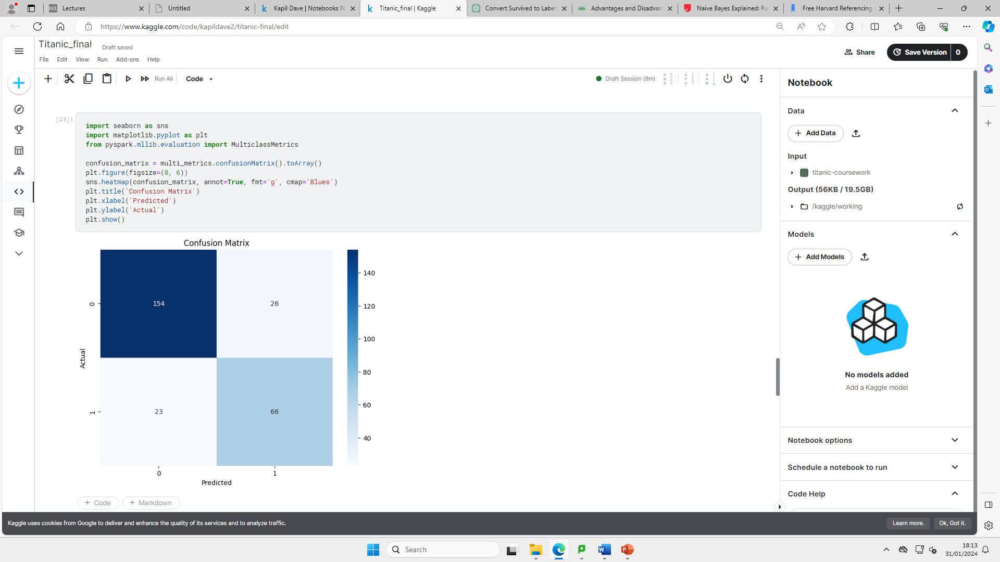 Lectures
Untitled
Kapil Dave | Notebooks N
Titanic_final | Kaggle
Convert Survived to Label
Advantages and Disadvan
Naive Bayes Explained: Fu
Free Harvard Referencing
https://www.kaggle.com/code/kapildave2/titanic-final/edit
Titanic_final
Draft saved
File Edit View Run Add-ons Help
Share
Save Version 0
Run All
Code
Draft Session (8m)
HDD
CPU
RAM
Notebook
Data
Add Data
Input
titanic-coursework
Output (56KB / 19.5GB)
/kaggle/working
Models
Add Models
No models added
Add a Kaggle model
Notebook options
Schedule a notebook to run
Code Help
[23]:
import seaborn as sns
import matplotlib.pyplot as plt
from pyspark.mllib.evaluation import MulticlassMetrics
confusion_matrix = multi_metrics.confusionMatrix().toArray()
plt.figure(figsize=(8, 6))
sns.heatmap(confusion_matrix, annot=True, fmt='g', cmap='Blues')
plt.title('Confusion Matrix')
plt.xlabel('Predicted')
plt.ylabel('Actual')
plt.show()
Confusion Matrix
154 26
23 66
0
1
Actual
0 1
Predicted
140
120
100
80
60
40
+ Code
+ Markdown
Kaggle uses cookies from Google to deliver and enhance the quality of its services and to analyze traffic.
Learn more.
Ok, Got it.
Search
18:13
31/01/2024